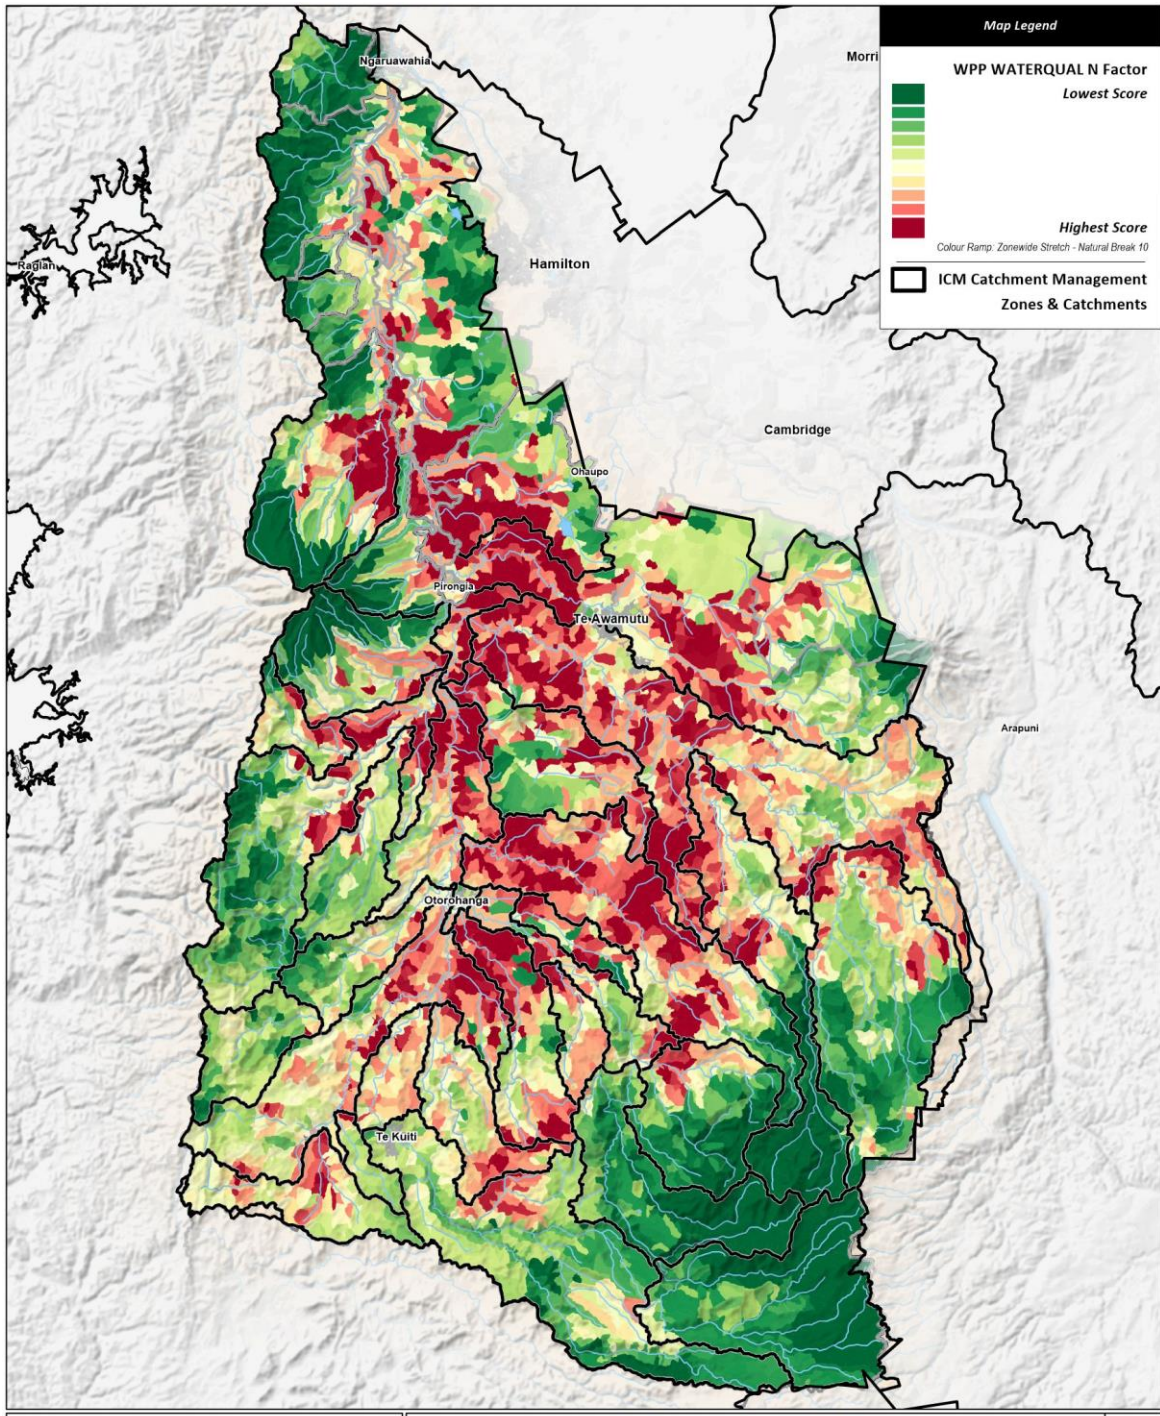 Map Legend
WPP WATERQUAL N Factor
Lowest Score
Highest Score
Colour Ramp: Zonewide Stretch - Natural Break 10
ICM Catchment Management
Zones & Catchments
Ngaruawahia
Morri
Raglan
Hamilton
Cambridge
Ohaupo
Pirongia
Te Awamutu
Arapuni
Otorohanga
Te Kuiti